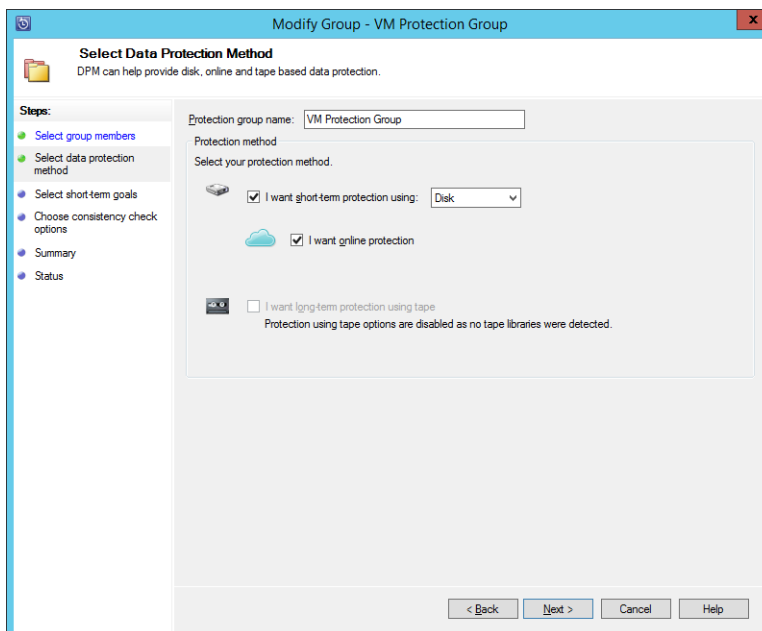 Modify Group - VM Protection Group
x
Select Data Protection Method
DPM can help provide disk, online and tape based data protection.
Steps:
Select group members
Select data protection
method
Select short-term goals
Choose consistency check
options
Summary
Status
Protection group name: VM Protection Group
Protection method
Select your protection method.
I want short-term protection using: Disk
I want online protection
I want long-term protection using tape
Protection using tape options are disabled as no tape libraries were detected.
< Back Next > Cancel Help